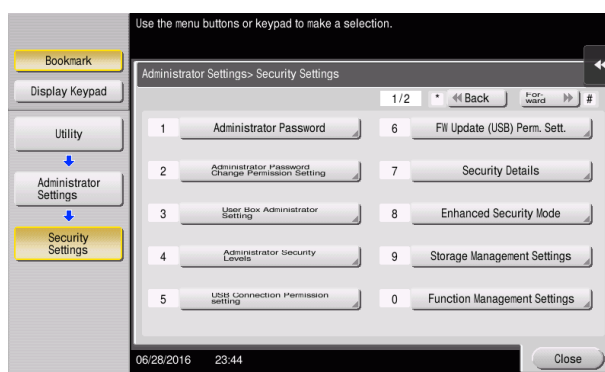 Use the menu buttons or keypad to make a selection.
Bookmark
Display Keypad
Utility
Administrator
Settings
Security
Settings
Administrator Settings> Security Settings
1/2 * Back For-
ward #
1 Administrator Password
2 Administrator Password
Change Permission Setting
3 User Box Administrator
Setting
4 Administrator Security
Levels
5 USB Connection Permission
setting
6 FW Update (USB) Perm. Sett.
7 Security Details
8 Enhanced Security Mode
9 Storage Management Settings
0 Function Management Settings
06/28/2016 23:44
Close